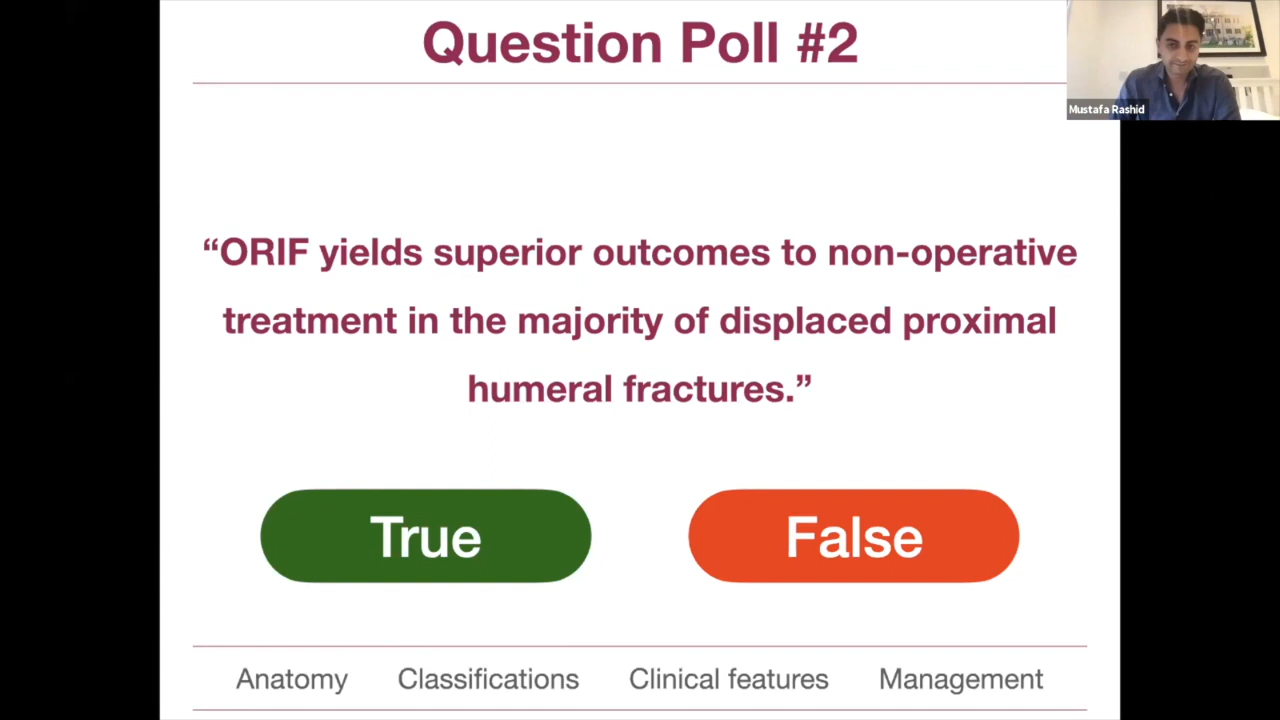 Question Poll #2
Mustafa Rashid
“ORIF yields superior outcomes to non-operative
treatment in the majority of displaced proximal
humeral fractures.”
True False
Anatomy Classifications Clinical features Management